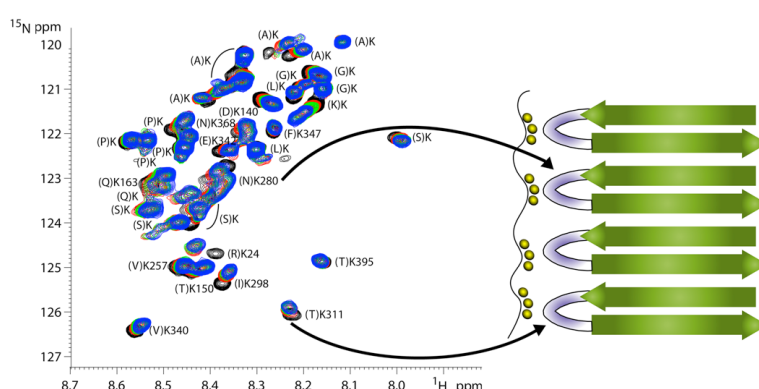 15N ppm
120
121
122
123
124
125
126
127
8.7
8.6
8.5
8.4
8.3
8.2
8.1
8.0
1H ppm
(A)K
(A)K
(A)K
(A)K
(A)K
(G)K
(G)K
(L)K
(G)K
(A)K
(D)K140
(K)K
(P)K
(N)K368
(F)K347
(S)K
(P)K
(E)K347
(P)K
(L)K
(P)K
(Q)K163
(N)K280
(Q)K
(S)K
(S)K
(S)K
(R)K24
(V)K257
(T)K395
(T)K150
(I)K298
(T)K311
(V)K340